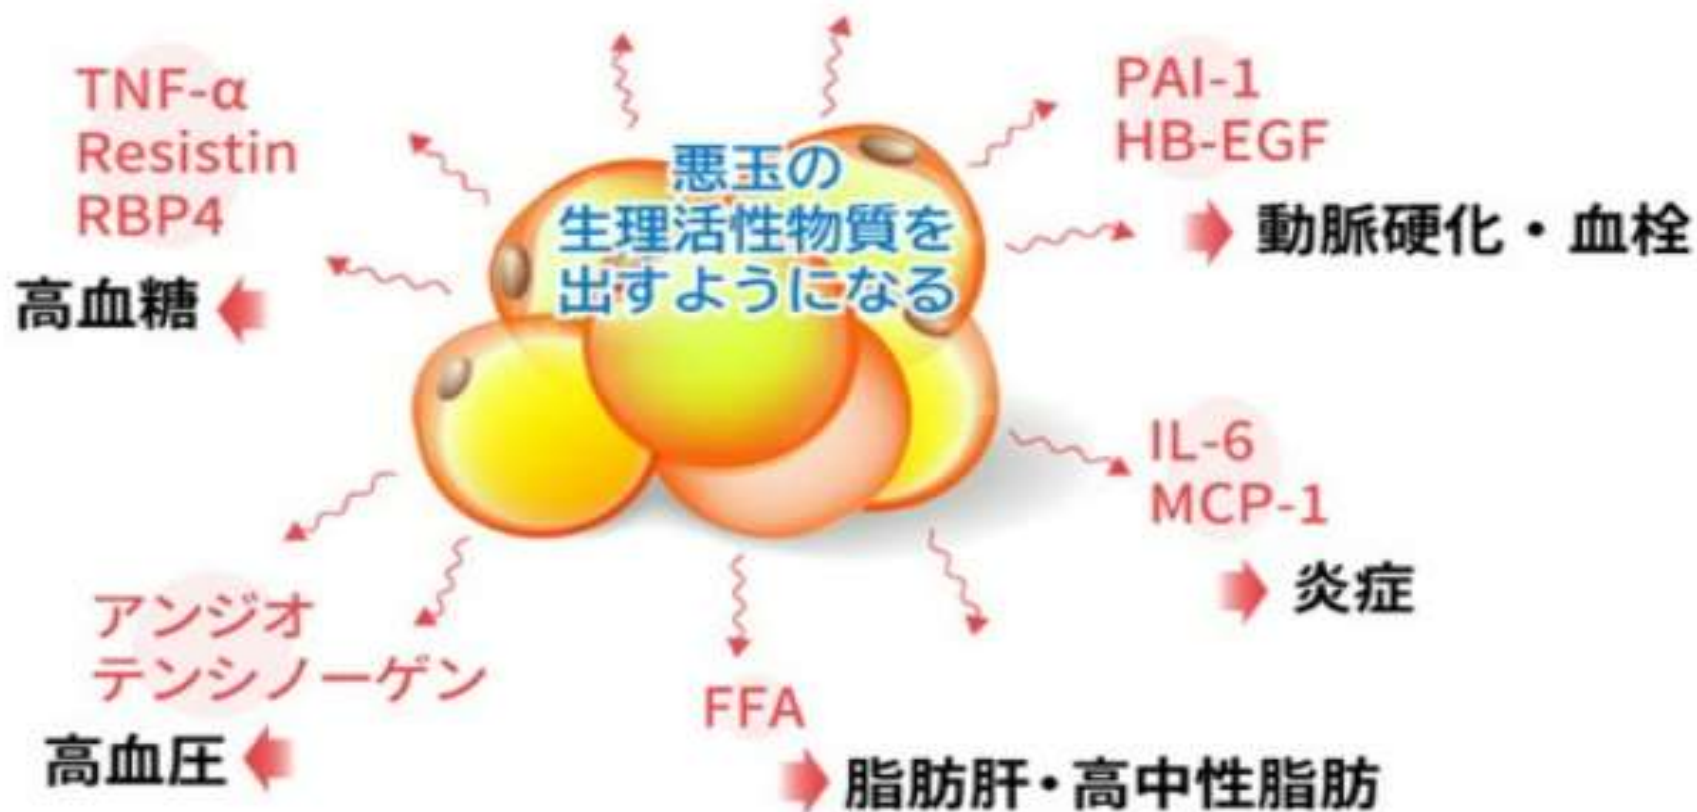 TNF-α
Resistin
RBP4
高血糖
悪玉の
生理活性物質を
出すようになる
PAI-1
HB-EGF
動脈硬化・血栓
IL-6
MCP-1
炎症
アンジオ
テンシノーゲン
高血圧
FFA
脂肪肝・高中性脂肪